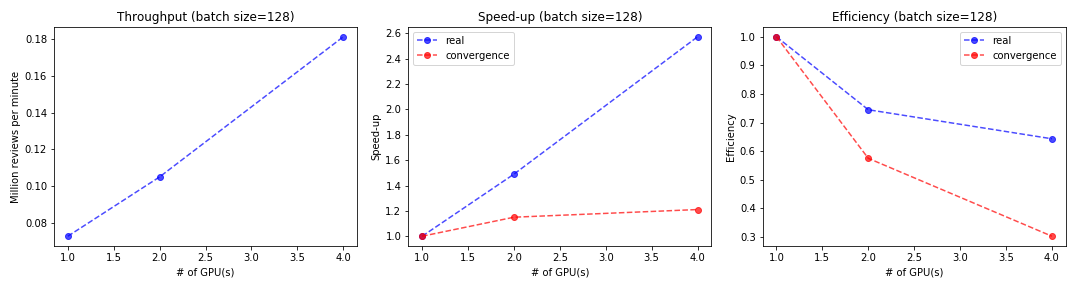 Throughput (batch size=128)
Million reviews per minute
0.18
0.16
0.14
0.12
0.10
0.08
1.0 1.5 2.0 2.5 3.0 3.5 4.0
# of GPU(s)
Speed-up (batch size=128)
real
convergence
Speed-up
2.6
2.4
2.2
2.0
1.8
1.6
1.4
1.2
1.0
1.0 1.5 2.0 2.5 3.0 3.5 4.0
# of GPU(s)
Efficiency (batch size=128)
real
convergence
Efficiency
1.0
0.9
0.8
0.7
0.6
0.5
0.4
0.3
1.0 1.5 2.0 2.5 3.0 3.5 4.0
# of GPU(s)